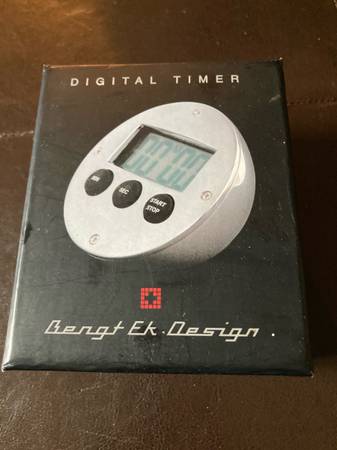 DIGITAL TIMER
88:88
MIN
SEC
START
STOP
Bengt Ek Design